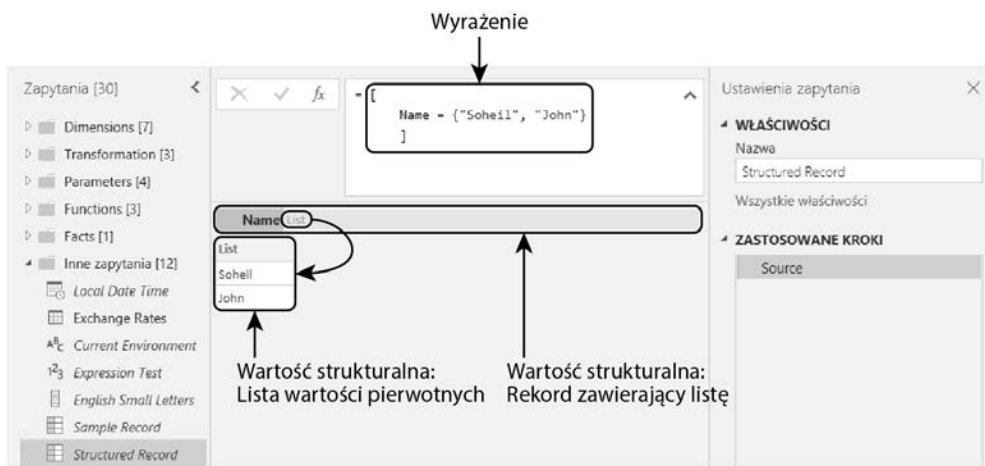 Wyrażenie
Zapytania [30]
Dimensions [7]
Transformation [3]
Parameters [4]
Functions [3]
Facts [1]
Inne zapytania [12]
Local Date Time
Exchange Rates
ABC Current Environment
123 Expression Test
English Small Letters
Sample Record
Structured Record
fx
= [
Name = {"Soheil", "John"}
]
Name List
List
Soheil
John
Wartość strukturalna:
Lista wartości pierwotnych
Wartość strukturalna:
Rekord zawierający listę
Ustawienia zapytania
WŁAŚCIWOŚCI
Nazwa
Structured Record
Wszystkie właściwości
ZASTOSOWANE KROKI
Source